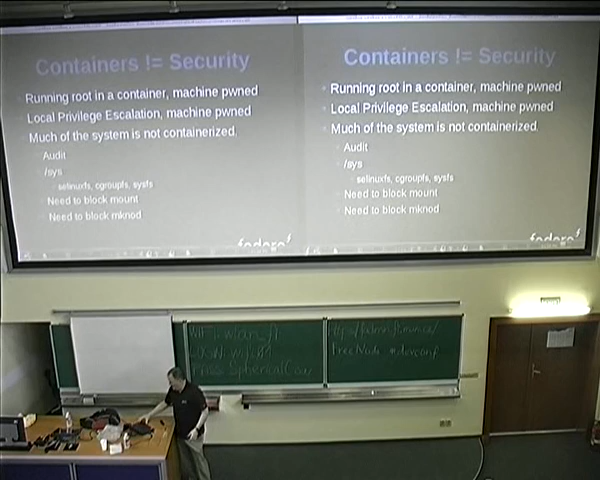 Containers != Security
Running root in a container, machine pwned
Local Privilege Escalation, machine pwned
Much of the system is not containerized.
Audit
/sys
selinuxfs, cgroupfs, sysfs
Need to block mount
Need to block mknod
fedora
Containers != Security
Running root in a container, machine pwned
Local Privilege Escalation, machine pwned
Much of the system is not containerized.
Audit
/sys
selinuxfs, cgroupfs, sysfs
Need to block mount
Need to block mknod
fedora
FreeNode #devconf